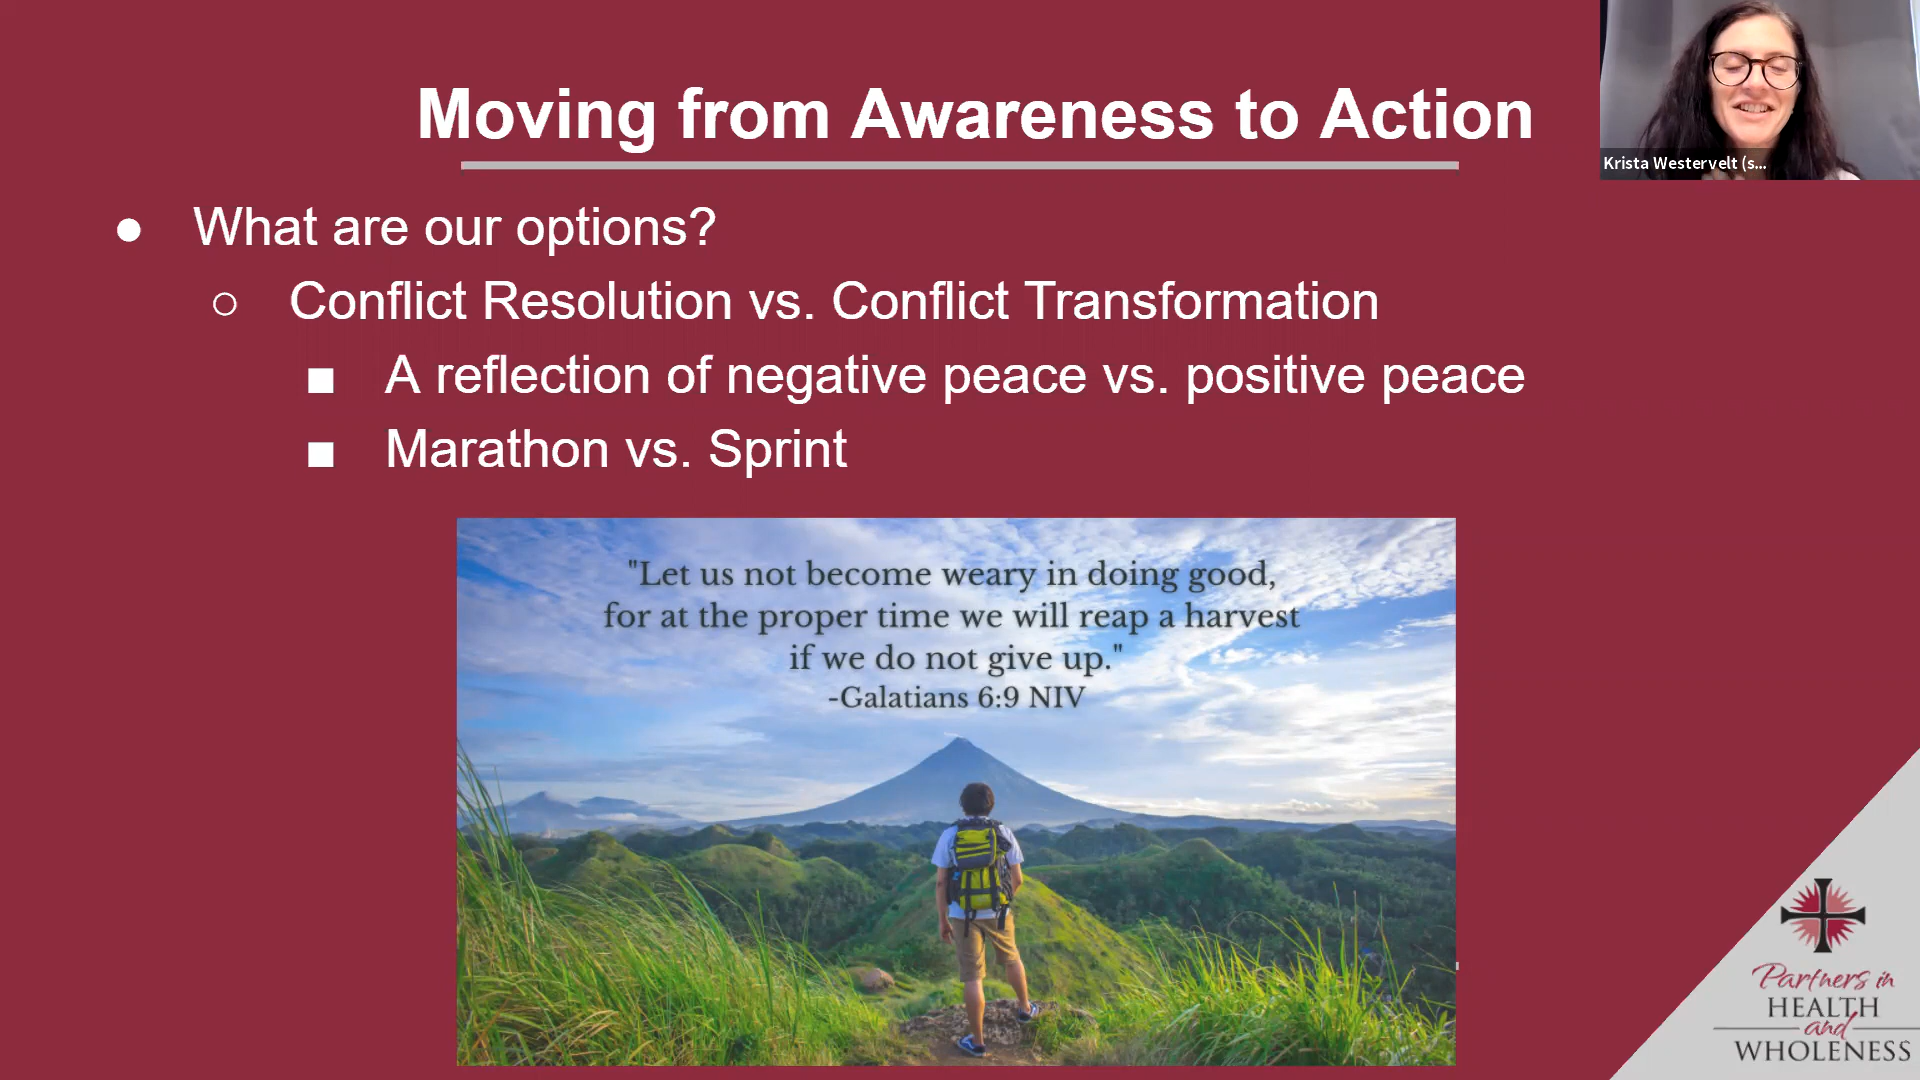 Moving from Awareness to Action
Krista Westervelt (s...
● What are our options?
○ Conflict Resolution vs. Conflict Transformation
■ A reflection of negative peace vs. positive peace
■ Marathon vs. Sprint
"Let us not become weary in doing good,
for at the proper time we will reap a harvest
if we do not give up."
-Galatians 6:9 NIV
Partners in
HEALTH
and
WHOLENESS